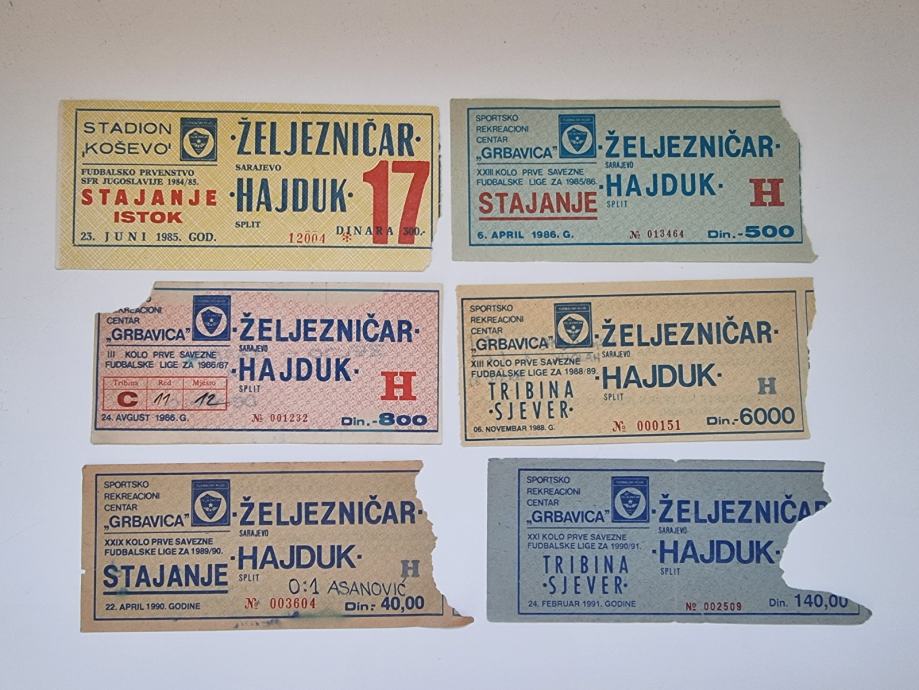 STADION
„KOŠEVO"
FUDBALSKO PRVENSTVO
SFR JUGOSLAVIJE 1984/85.
STAJANJE
ISTOK
23. JUNI 1985. GOD.
·ŽELJEZNIČAR·
SARAJEVO
·HAJDUK·
SPLIT
17
DINARA 300.-
12004 *
SPORTSKO
REKREACIONI
CENTAR
„GRBAVICA"
XXIII KOLO PRVE SAVEZNE
FUDBALSKE LIGE ZA 1985/86.
STAJANJE
6. APRIL 1986. G.
·ŽELJEZNIČAR·
SARAJEVO
·HAJDUK·
SPLIT
H
№ 013464
Din.-500
REKREACIONI
CENTAR
„GRBAVICA"
III KOLO PRVE SAVEZNE
FUDBALSKE LIGE ZA 1986/87.
Tribina Red Mjesto
C 11 12
24. AVGUST 1986. G.
·ŽELJEZNIČAR·
SARAJEVO
·HAJDUK·
SPLIT
H
№ 001232
Din.-800
SPORTSKO
REKREACIONI
CENTAR
„GRBAVICA"
XIII KOLO PRVE SAVEZNE
FUDBALSKE LIGE ZA 1988/89.
TRIBINA
·SJEVER·
06. NOVEMBAR 1988. G.
·ŽELJEZNIČAR·
SARAJEVO
·HAJDUK·
SPLIT
H
№ 000151
Din.-6000
SPORTSKO
REKREACIONI
CENTAR
„GRBAVICA"
XXIX KOLO PRVE SAVEZNE
FUDBALSKE LIGE ZA 1989/90.
STAJANJE
22. APRIL 1990. GODINE
·ŽELJEZNIČAR·
SARAJEVO
·HAJDUK·
SPLIT
H
0:1 ASANOVIĆ
№ 003604
Din.- 40,00
SPORTSKO
REKREACIONI
CENTAR
„GRBAVICA"
XXI KOLO PRVE SAVEZNE
FUDBALSKE LIGE ZA 1990/91.
TRIBINA
·SJEVER·
24. FEBRUAR 1991. GODINE
·ŽELJEZNIČAR
SARAJEVO
·HAJDUK·
SPLIT
№ 002509
Din. 140,00